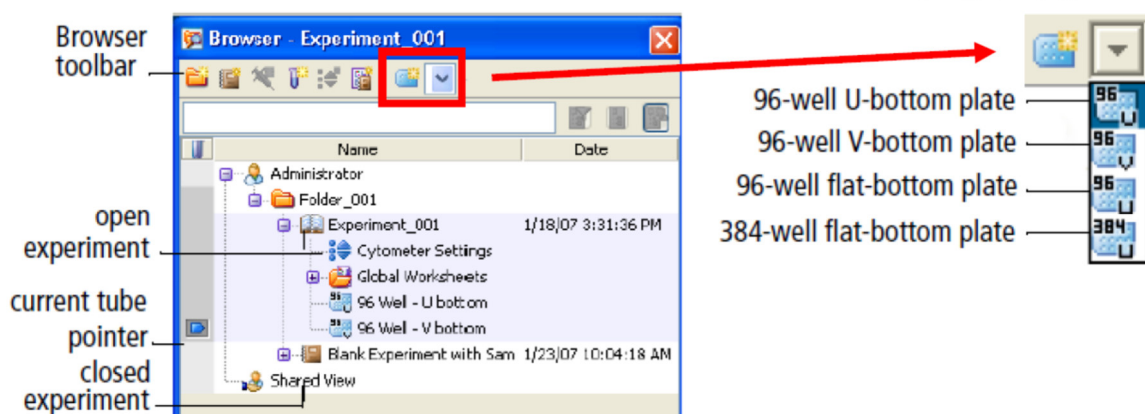 Browser
toolbar
Browser - Experiment_001
Name Date
Administrator
Folder_001
open
experiment
Experiment_001 1/18/07 3:31:36 PM
Cytometer Settings
Global Worksheets
96 Well - U bottom
current tube
pointer
96 Well - V bottom
Blank Experiment with Sam 1/23/07 10:04:18 AM
closed
experiment
Shared View
96-well U-bottom plate
96 U
96-well V-bottom plate
96 V
96-well flat-bottom plate
96 U
384-well flat-bottom plate
384 U